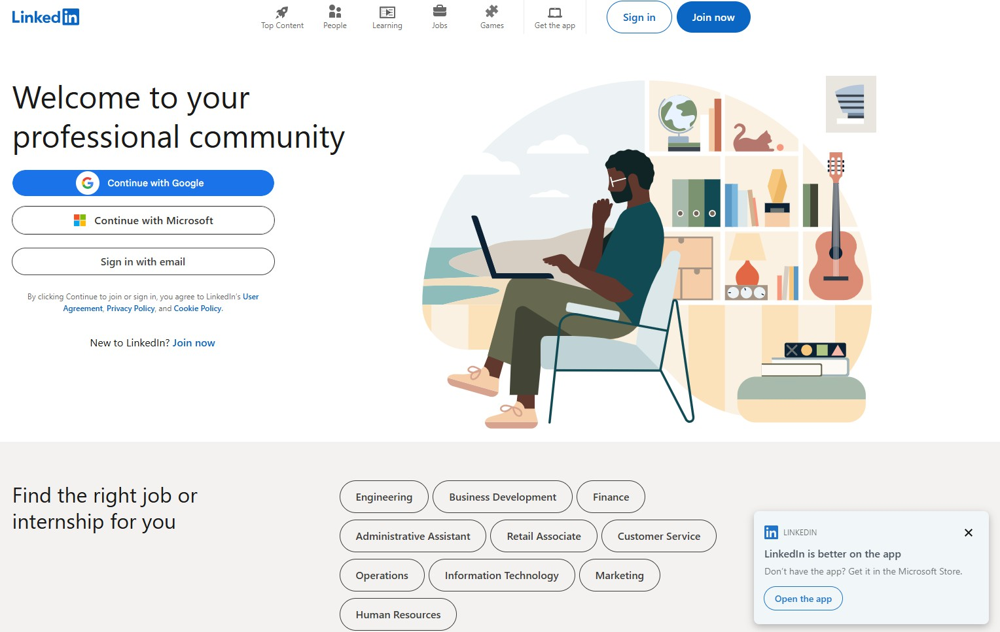 Linked in
Top Content
People
Learning
Jobs
Games
Get the app
Sign in
Join now
Welcome to your
professional community
Continue with Google
Continue with Microsoft
Sign in with email
By clicking Continue to join or sign in, you agree to LinkedIn’s User
Agreement, Privacy Policy, and Cookie Policy.
New to LinkedIn? Join now
Find the right job or
internship for you
Engineering
Business Development
Finance
Administrative Assistant
Retail Associate
Customer Service
Operations
Information Technology
Marketing
Human Resources
in LINKEDIN
LinkedIn is better on the app
Don’t have the app? Get it in the Microsoft Store.
Open the app